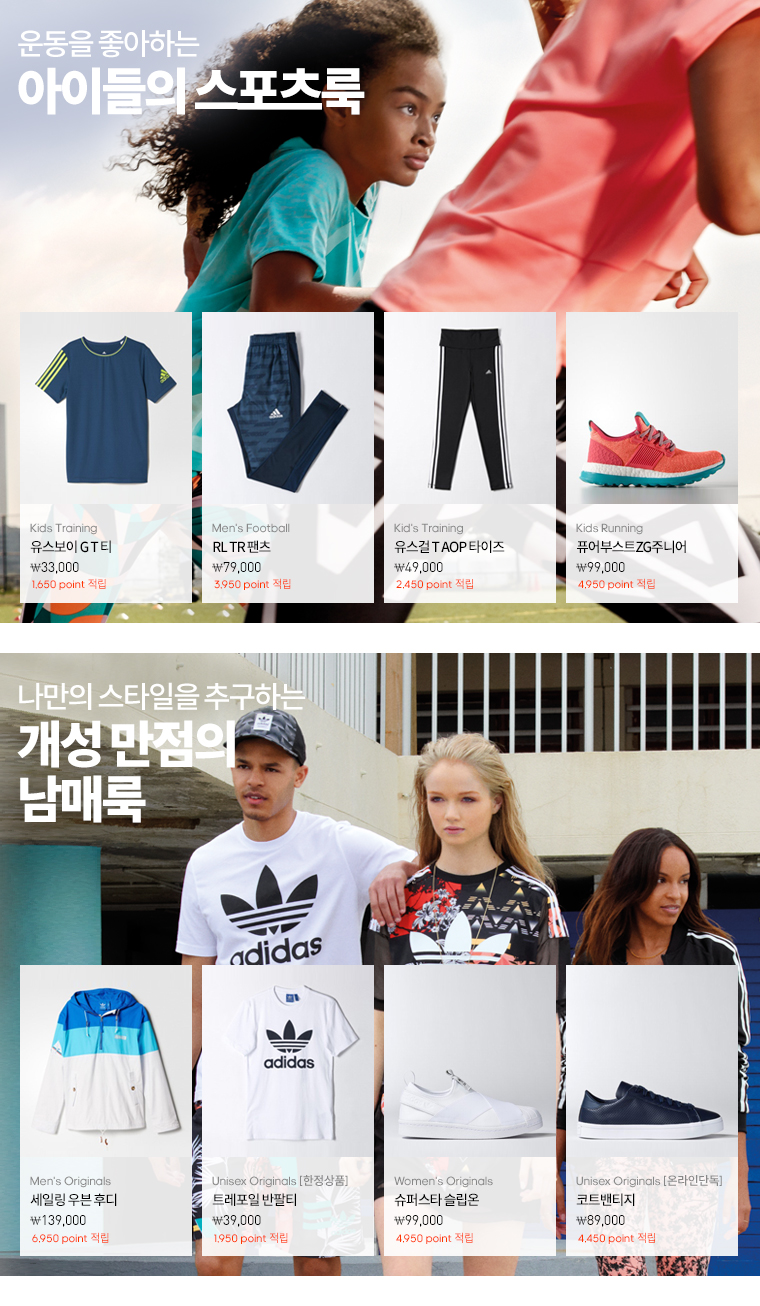 운동을 좋아하는
아이들의 스포츠룩
Kids Training
유스보이 G T 티
₩33,000
1,650 point 적립
adidas
Men's Football
RL TR 팬츠
₩79,000
3,950 point 적립
Kid's Training
유스걸 T AOP 타이즈
₩49,000
2,450 point 적립
Kids Running
퓨어부스트ZG주니어
₩99,000
4,950 point 적립
나만의 스타일을 추구하는
개성 만점의
남매룩
adidas
Men's Originals
세일링 우븐 후디
₩139,000
6,950 point 적립
adidas
Unisex Originals [한정상품]
트레포일 반팔티
₩39,000
1,950 point 적립
Women's Originals
슈퍼스타 슬립온
₩99,000
4,950 point 적립
Unisex Originals [온라인단독]
코트밴티지
₩89,000
4,450 point 적립